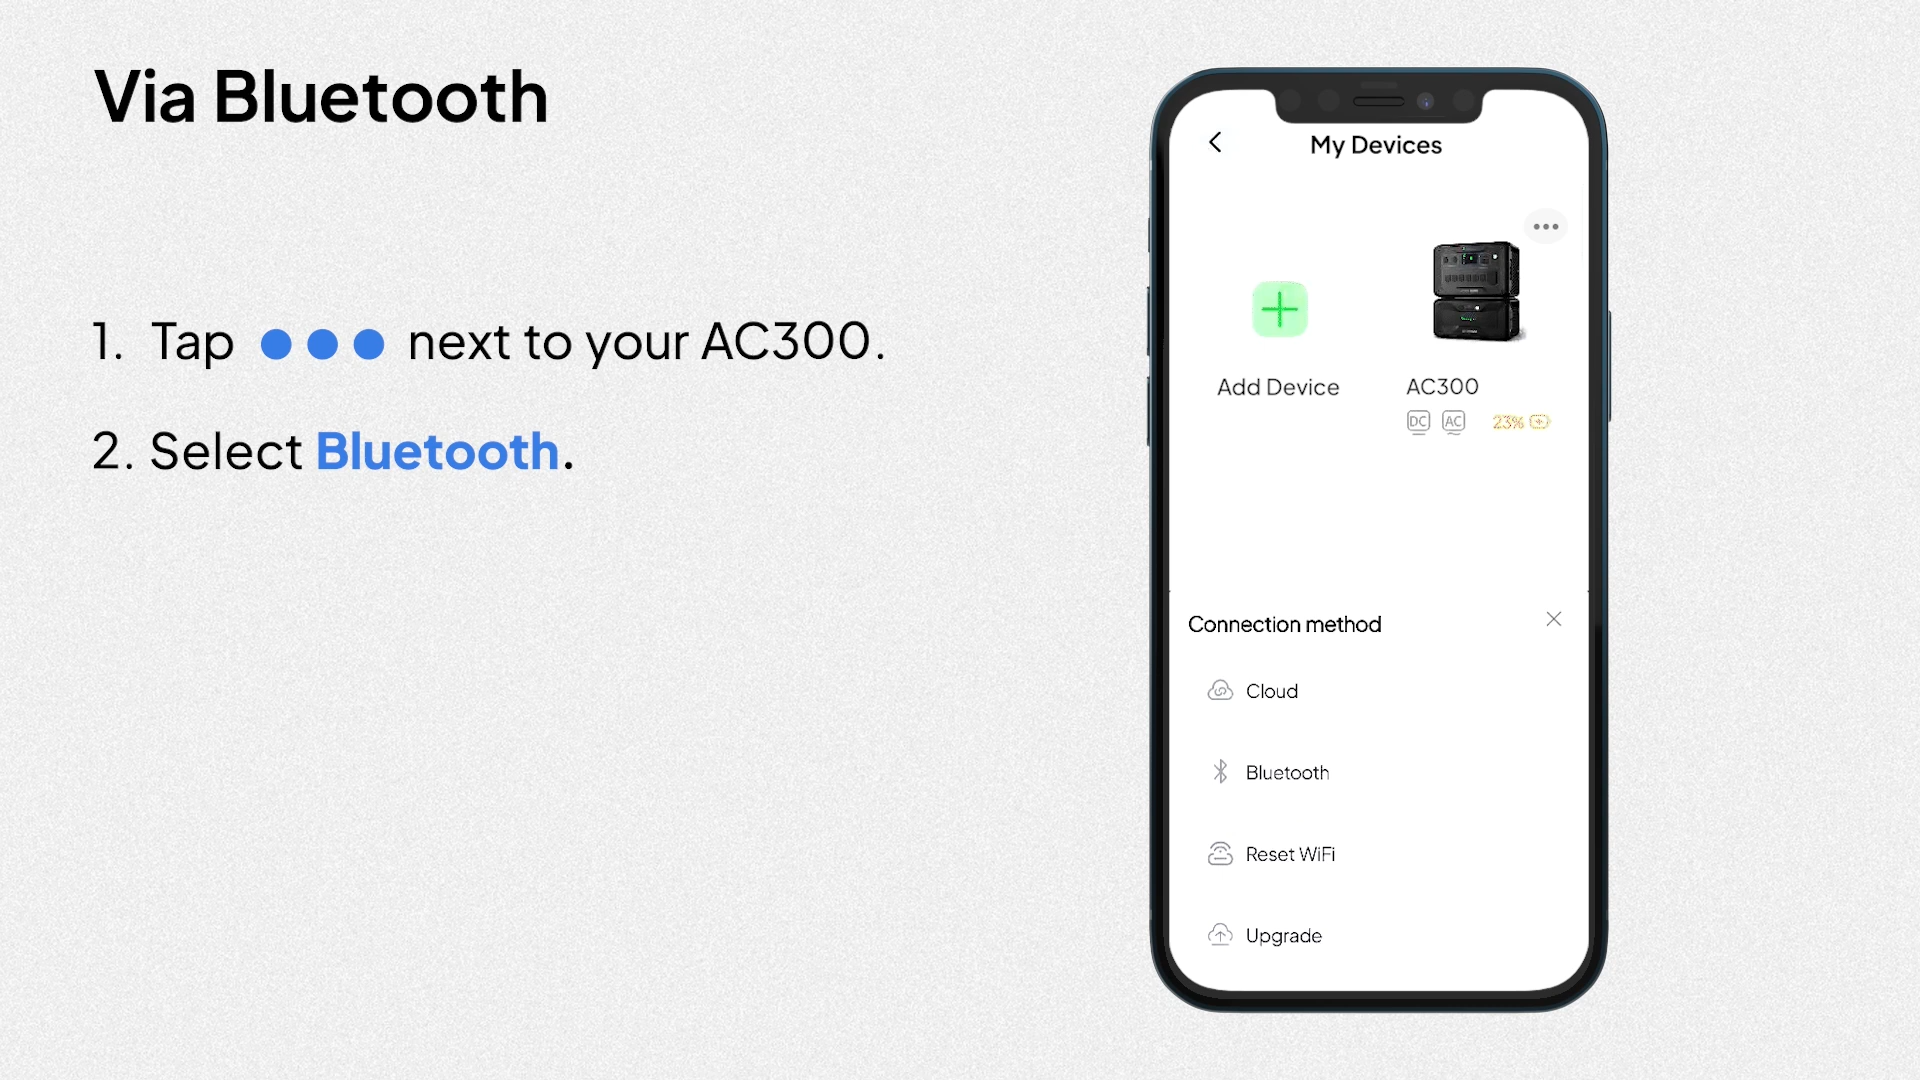 Via Bluetooth
1. Tap ●●● next to your AC300.
2. Select Bluetooth.
My Devices
Add Device
AC300
DC AC 23%
Connection method
Cloud
Bluetooth
Reset WiFi
Upgrade